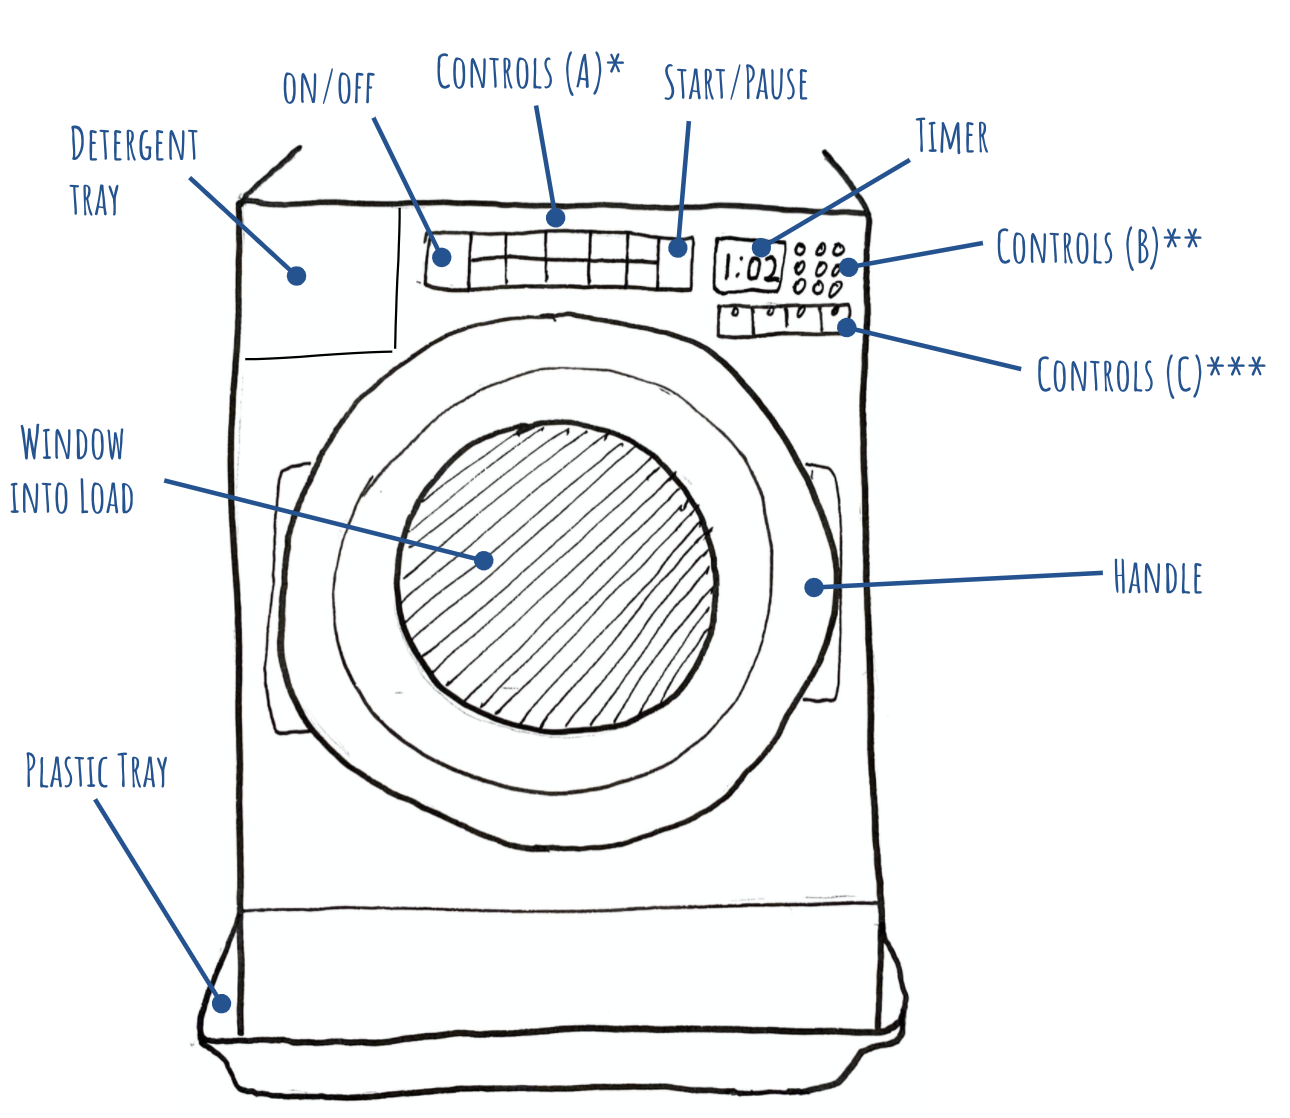 Controls (A)*
on/off
Start/Pause
Timer
Detergent
tray
Controls (B)**
1:02
Controls (C)***
Window
into Load
Handle
Plastic Tray